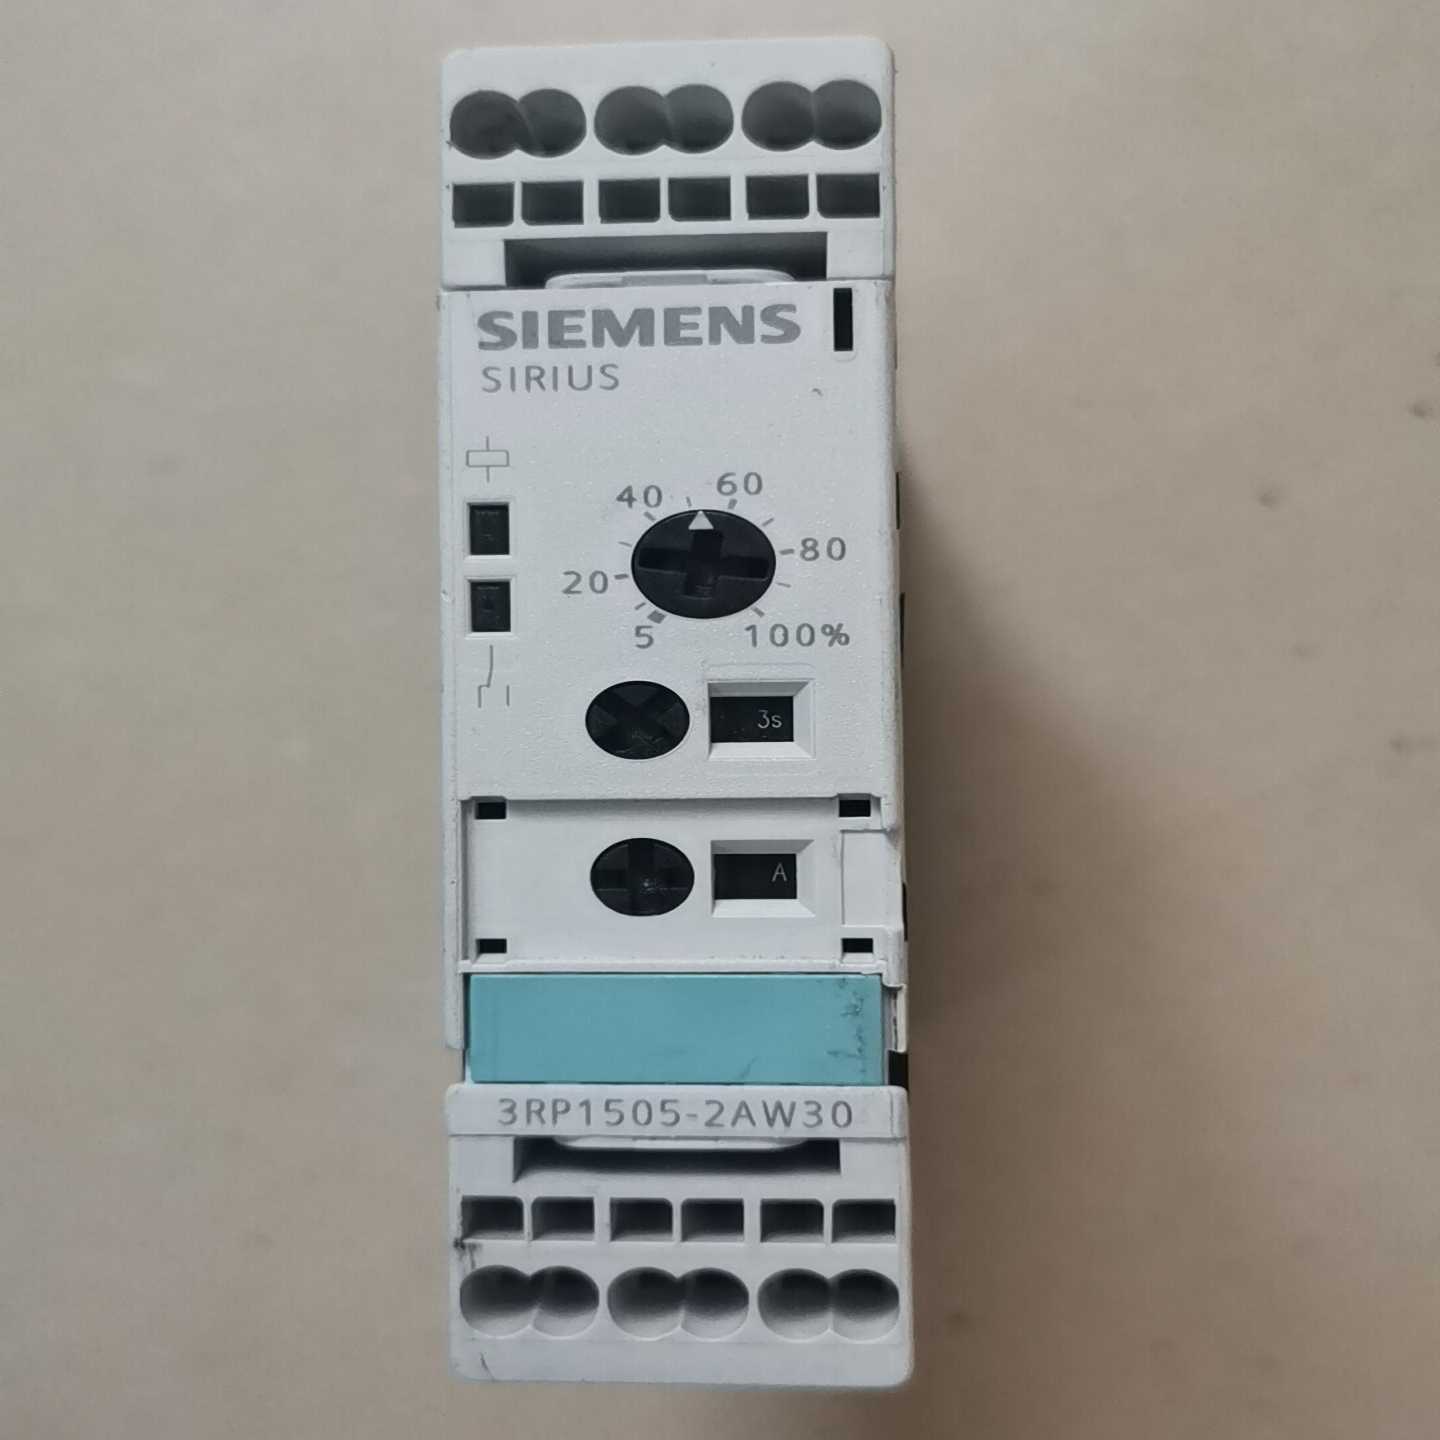 SIEMENS
SIRIUS
40 60
20 80
5 100%
3s
A
3RP1505-2AW30